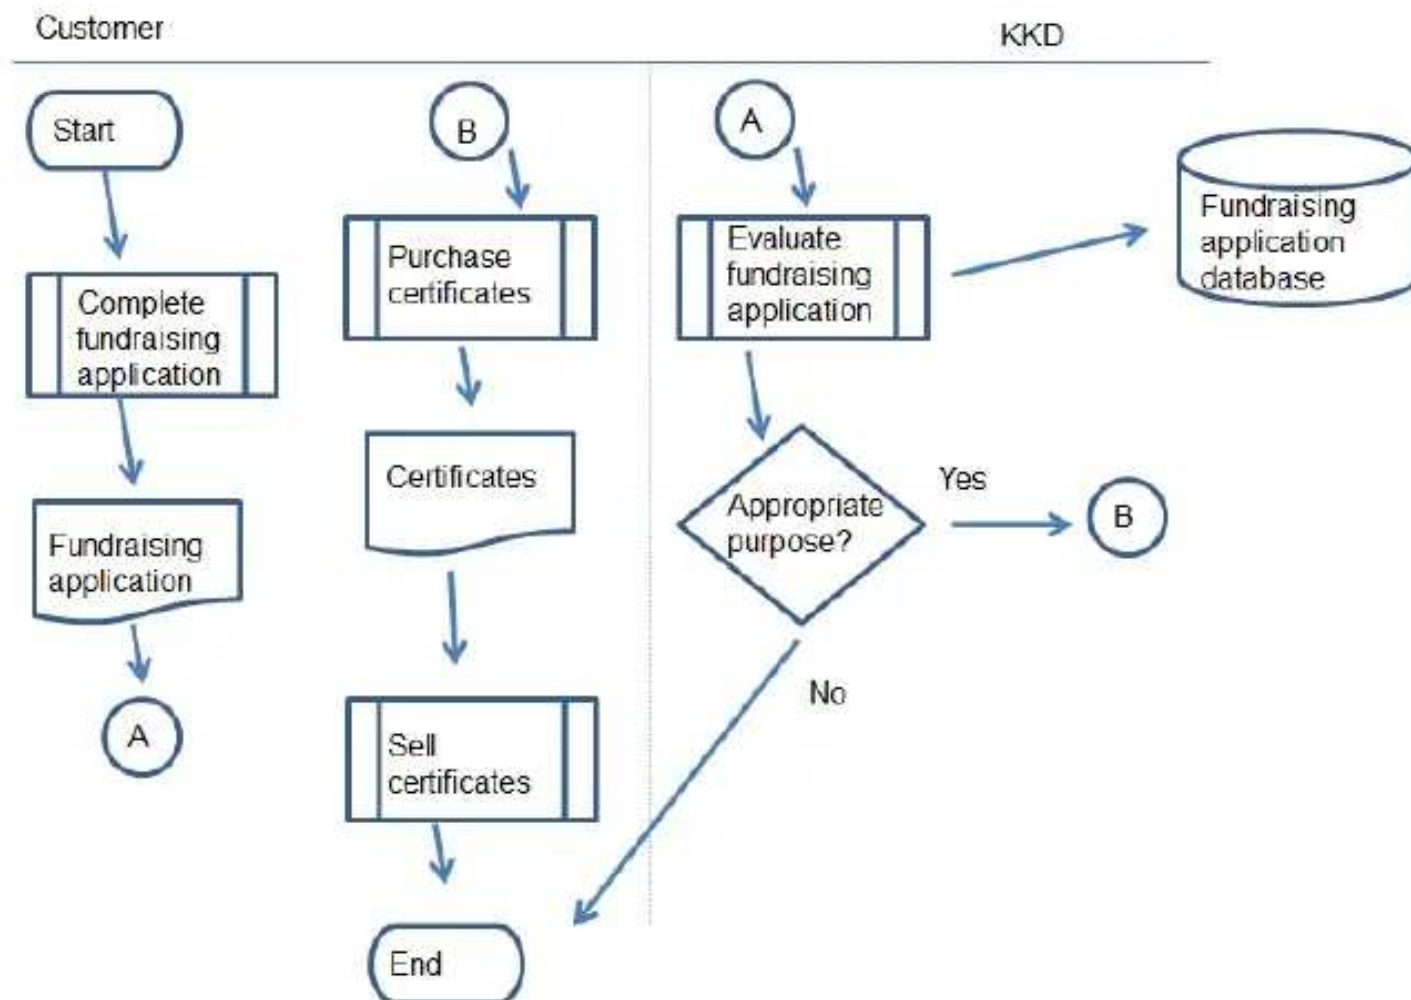 Customer
KKD
Start
Complete
fundraising
application
Fundraising
application
A
B
Purchase
certificates
Certificates
Sell
certificates
End
A
Evaluate
fundraising
application
Fundraising
application
database
Appropriate
purpose?
Yes
B
No